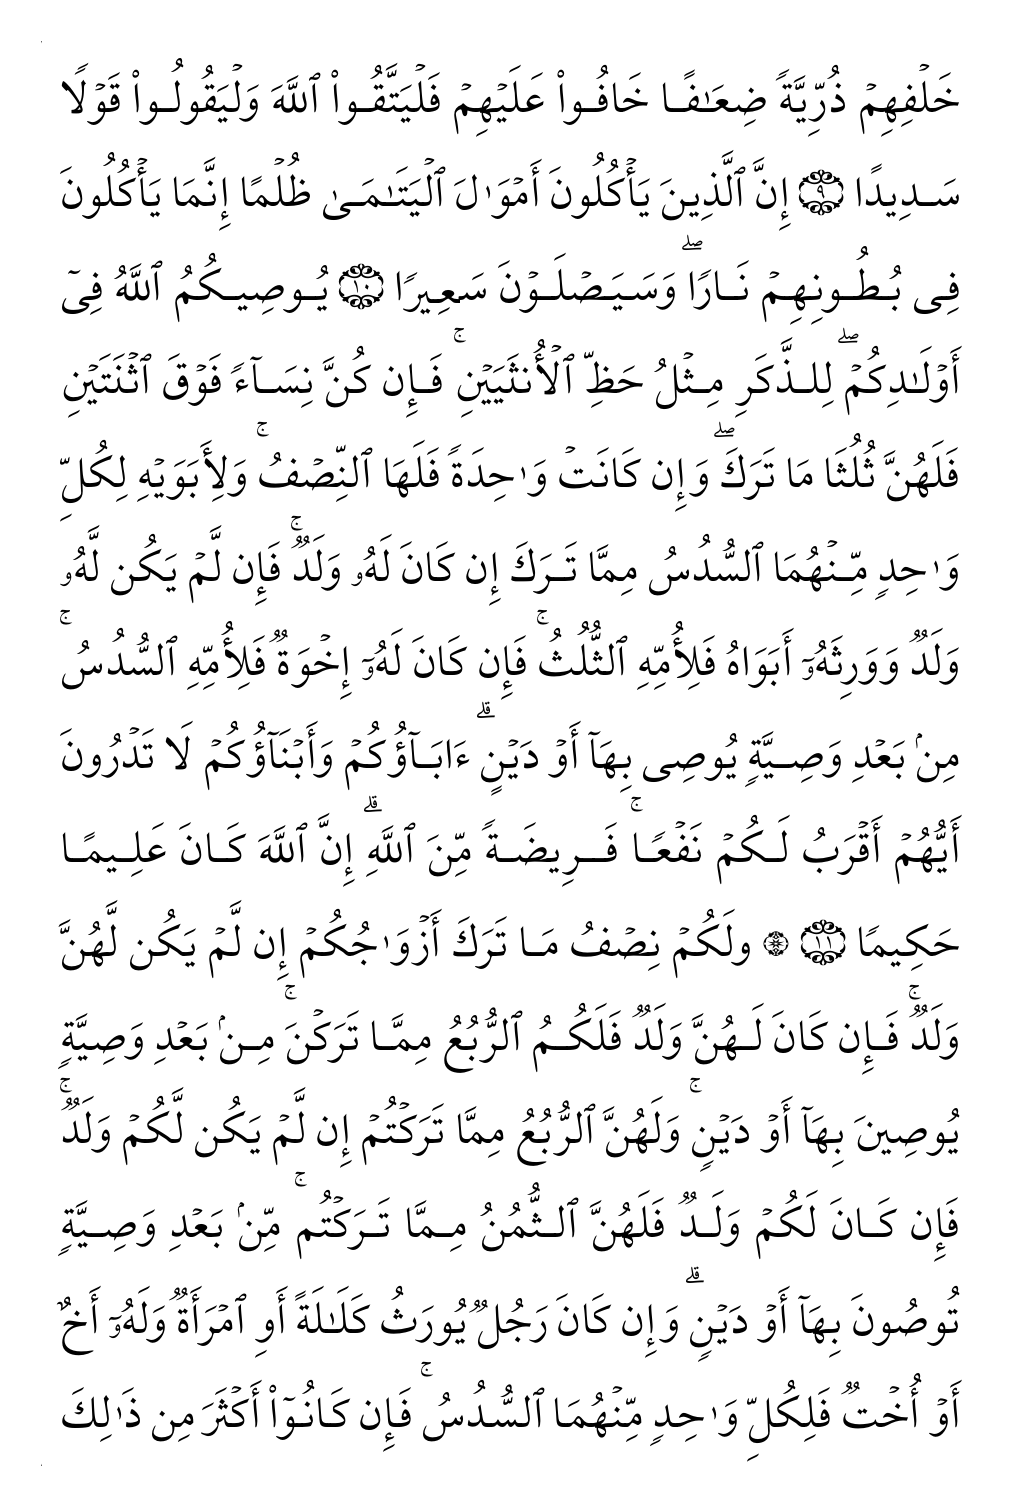 خَلۡفِهِمۡ ذُرِّيَّةٗ ضِعَٰفًا خَافُواْ عَلَيۡهِمۡ فَلۡيَتَّقُواْ ٱللَّهَ وَلۡيَقُولُواْ قَوۡلٗا
سَدِيدًا ٩ إِنَّ ٱلَّذِينَ يَأۡكُلُونَ أَمۡوَٰلَ ٱلۡيَتَٰمَىٰ ظُلۡمًا إِنَّمَا يَأۡكُلُونَ
فِي بُطُونِهِمۡ نَارٗاۖ وَسَيَصۡلَوۡنَ سَعِيرٗا ١٠ يُوصِيكُمُ ٱللَّهُ فِيٓ
أَوۡلَٰدِكُمۡۖ لِلذَّكَرِ مِثۡلُ حَظِّ ٱلۡأُنثَيَيۡنِۚ فَإِن كُنَّ نِسَآءٗ فَوۡقَ ٱثۡنَتَيۡنِ
فَلَهُنَّ ثُلُثَا مَا تَرَكَۖ وَإِن كَانَتۡ وَٰحِدَةٗ فَلَهَا ٱلنِّصۡفُۚ وَلِأَبَوَيۡهِ لِكُلِّ
وَٰحِدٖ مِّنۡهُمَا ٱلسُّدُسُ مِمَّا تَرَكَ إِن كَانَ لَهُۥ وَلَدٞۚ فَإِن لَّمۡ يَكُن لَّهُۥ
وَلَدٞ وَوَرِثَهُۥٓ أَبَوَاهُ فَلِأُمِّهِ ٱلثُّلُثُۚ فَإِن كَانَ لَهُۥٓ إِخۡوَةٞ فَلِأُمِّهِ ٱلسُّدُسُۚ
مِنۢ بَعۡدِ وَصِيَّةٖ يُوصِي بِهَآ أَوۡ دَيۡنٍۗ ءَابَآؤُكُمۡ وَأَبۡنَآؤُكُمۡ لَا تَدۡرُونَ
أَيُّهُمۡ أَقۡرَبُ لَكُمۡ نَفۡعٗاۚ فَرِيضَةٗ مِّنَ ٱللَّهِۗ إِنَّ ٱللَّهَ كَانَ عَلِيمًا
حَكِيمٗا ١١ ۞ ولَكُمۡ نِصۡفُ مَا تَرَكَ أَزۡوَٰجُكُمۡ إِن لَّمۡ يَكُن لَّهُنَّ
وَلَدٞۚ فَإِن كَانَ لَهُنَّ وَلَدٞ فَلَكُمُ ٱلرُّبُعُ مِمَّا تَرَكۡنَۚ مِنۢ بَعۡدِ وَصِيَّةٖ
يُوصِينَ بِهَآ أَوۡ دَيۡنٖۚ وَلَهُنَّ ٱلرُّبُعُ مِمَّا تَرَكۡتُمۡ إِن لَّمۡ يَكُن لَّكُمۡ وَلَدٞۚ
فَإِن كَانَ لَكُمۡ وَلَدٞ فَلَهُنَّ ٱلثُّمُنُ مِمَّا تَرَكۡتُمۚ مِّنۢ بَعۡدِ وَصِيَّةٖ
تُوصُونَ بِهَآ أَوۡ دَيۡنٖۗ وَإِن كَانَ رَجُلٞ يُورَثُ كَلَٰلَةً أَوِ ٱمۡرَأَةٞ وَلَهُۥٓ أَخٌ
أَوۡ أُخۡتٞ فَلِكُلِّ وَٰحِدٖ مِّنۡهُمَا ٱلسُّدُسُۚ فَإِن كَانُوٓاْ أَكۡثَرَ مِن ذَٰلِكَ